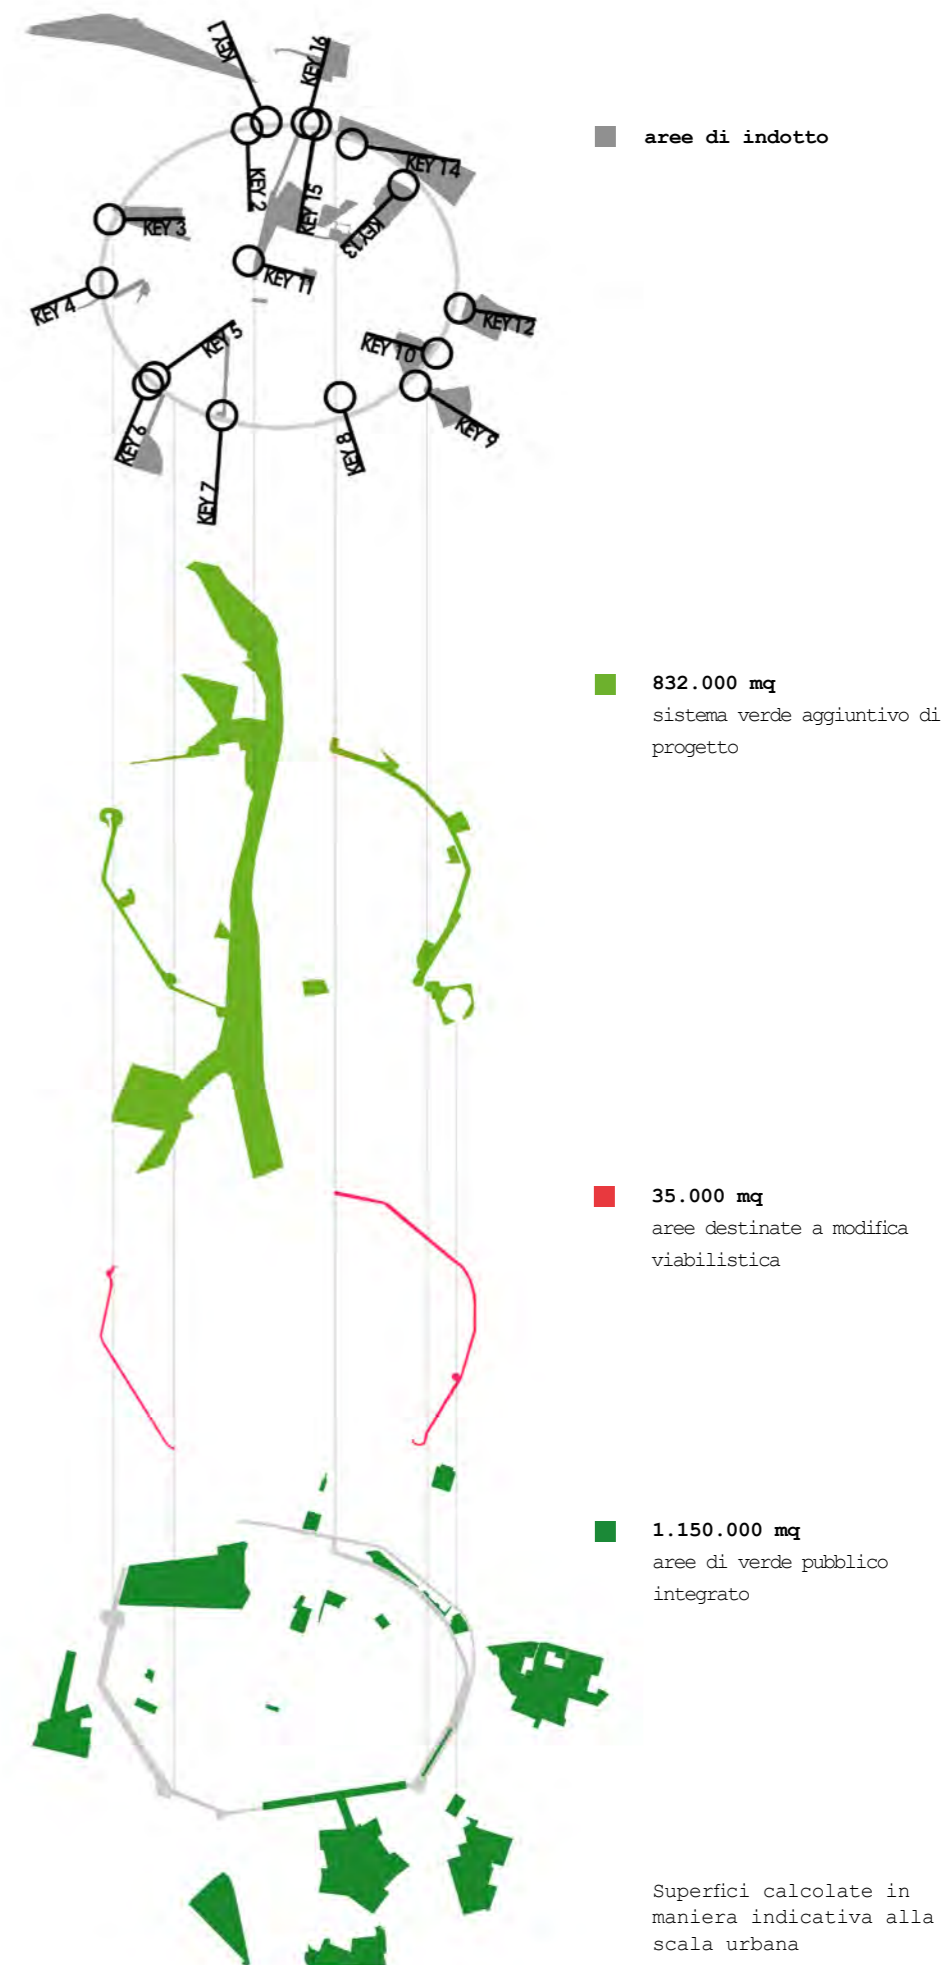 KEY 1
KEY 16
KEY 14
KEY 2
KEY 15
KEY 13
KEY 3
KEY 11
KEY 4
KEY 12
KEY 5
KEY 10
KEY 6
KEY 8
KEY 9
KEY 7
aree di indotto
832.000 mq
sistema verde aggiuntivo di
progetto
35.000 mq
aree destinate a modifica
viabilistica
1.150.000 mq
aree di verde pubblico
integrato
Superfici calcolate in
maniera indicativa alla
scala urbana